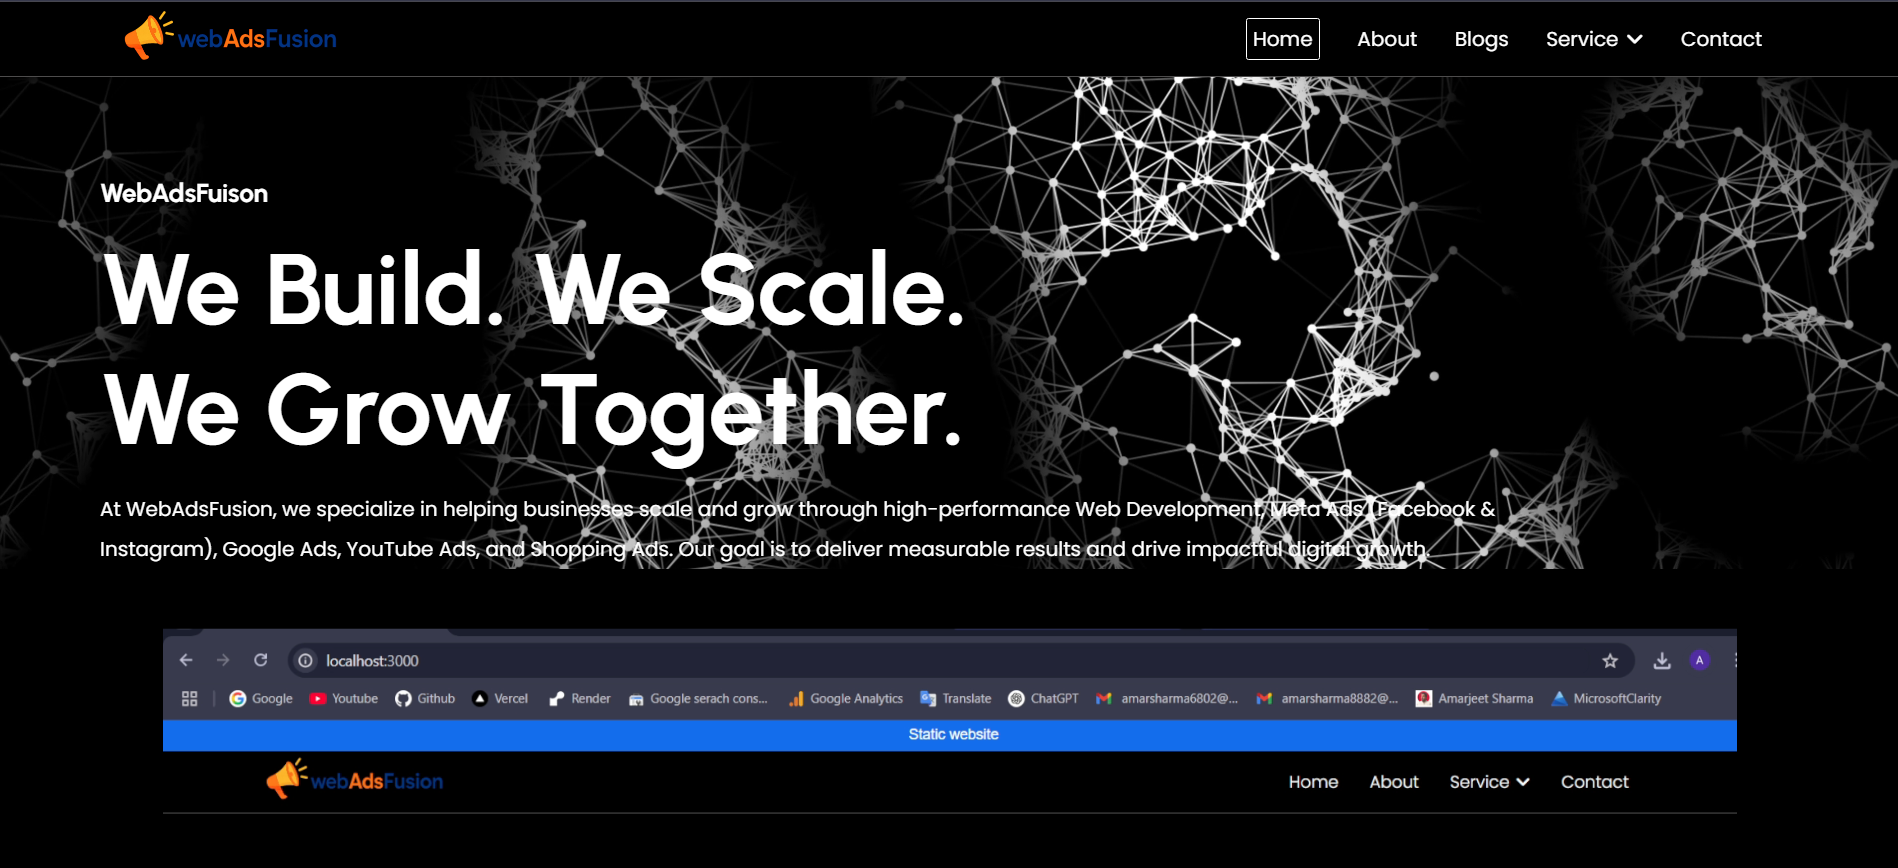 webAdsFusion Home About Blogs Service Contact
WebAdsFuison
We Build. We Scale.
We Grow Together.
At WebAdsFusion, we specialize in helping businesses scale and grow through high-performance Web Development, Meta Ads (Facebook &
Instagram), Google Ads, YouTube Ads, and Shopping Ads. Our goal is to deliver measurable results and drive impactful digital growth.
localhost:3000 A
Google Youtube Github Vercel Render Google serach cons... Google Analytics Translate ChatGPT amarsharma6802@... amarsharma8882@... Amarjeet Sharma MicrosoftClarity
Static website
webAdsFusion Home About Service Contact